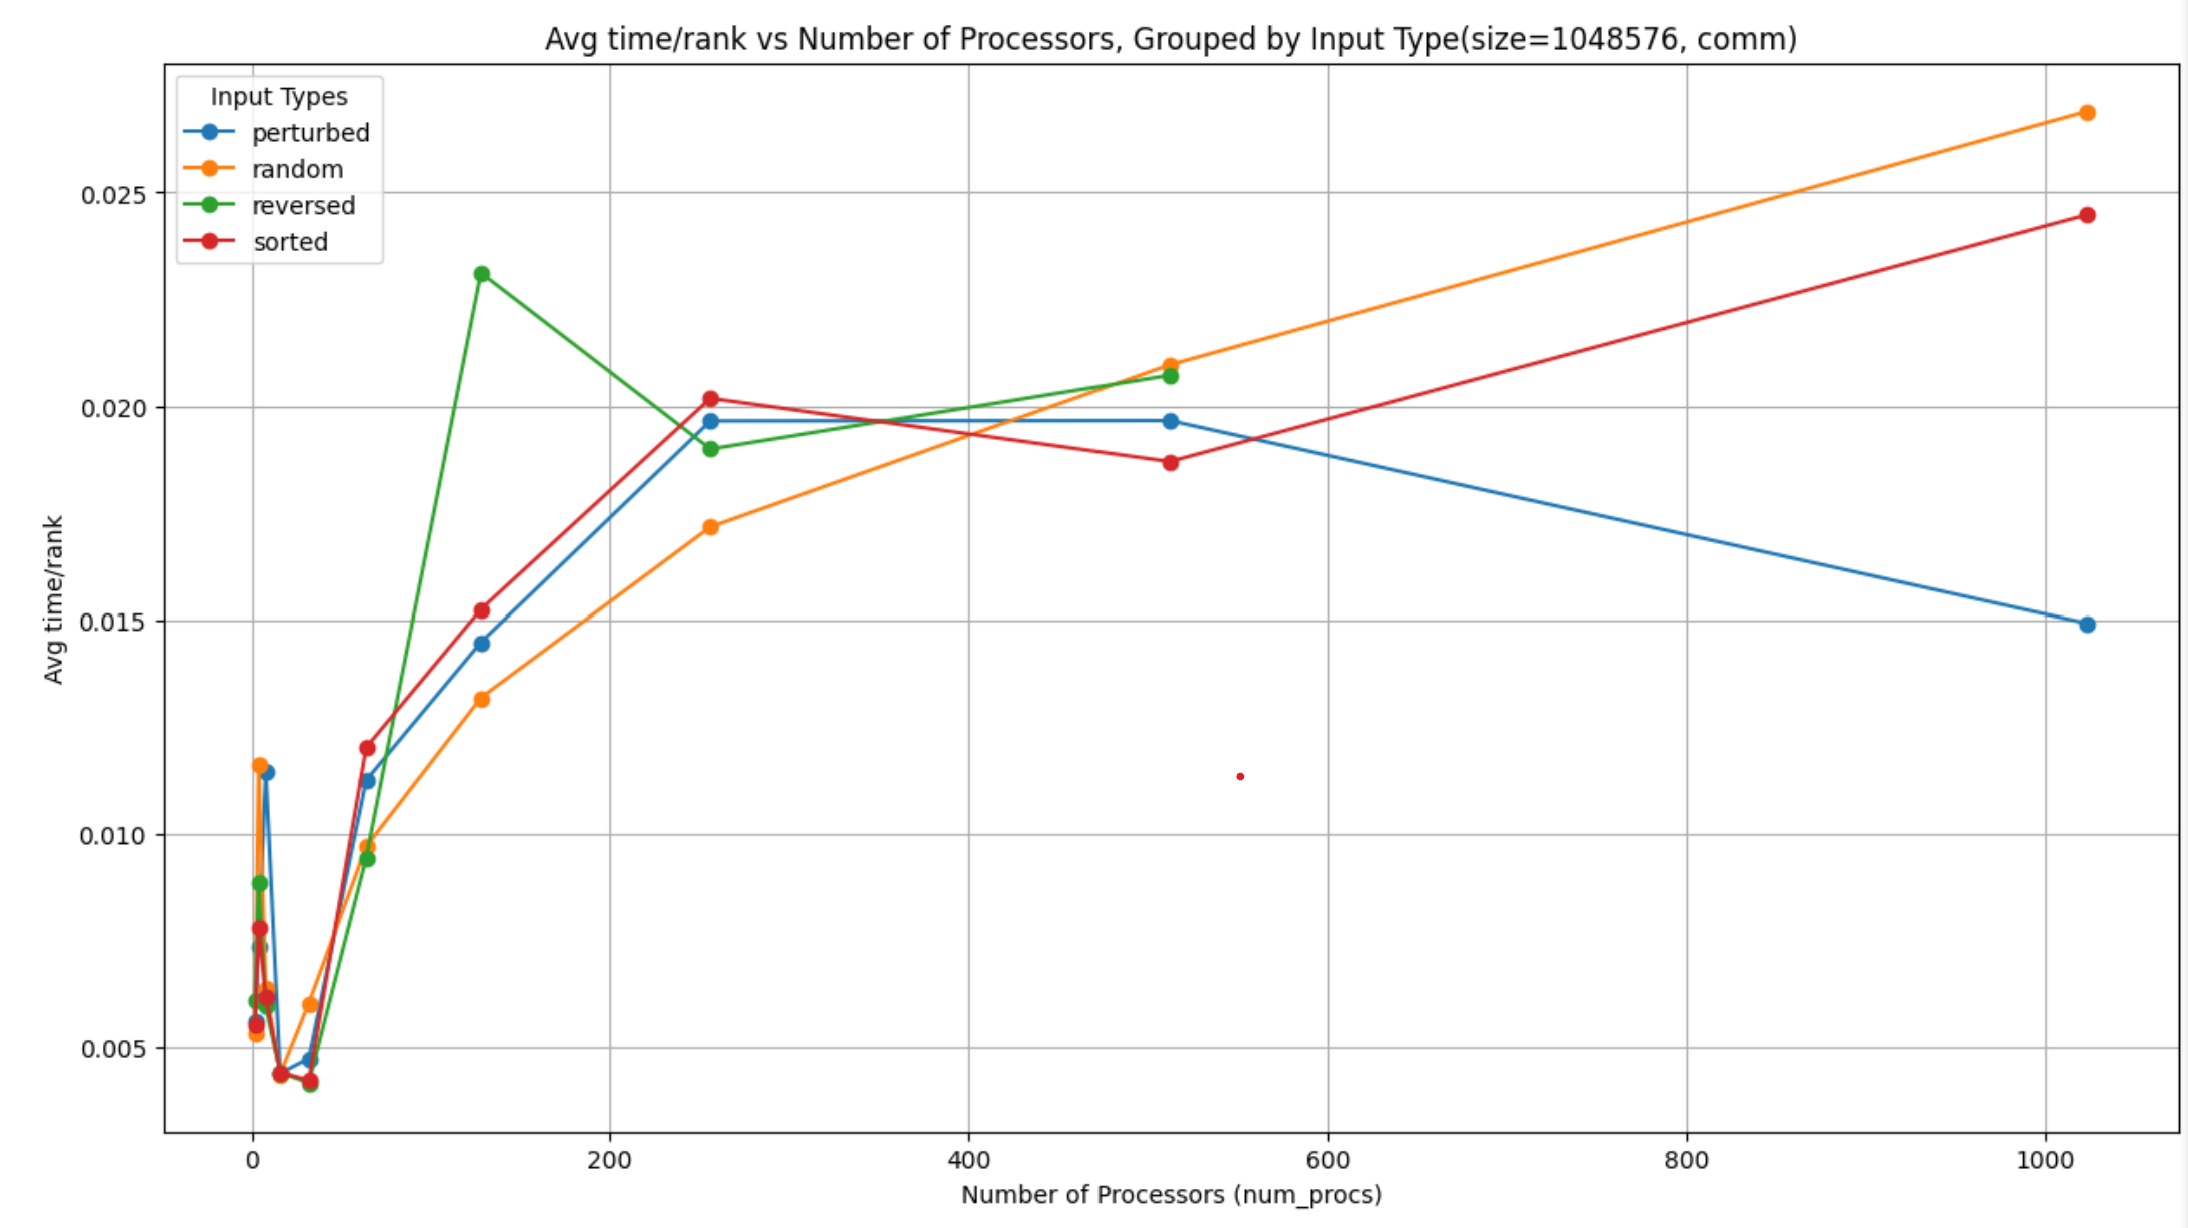 Avg time/rank vs Number of Processors, Grouped by Input Type(size=1048576, comm)
Input Types
perturbed
random
reversed
sorted
0.025
0.020
0.015
0.010
0.005
Avg time/rank
0 200 400 600 800 1000
Number of Processors (num_procs)